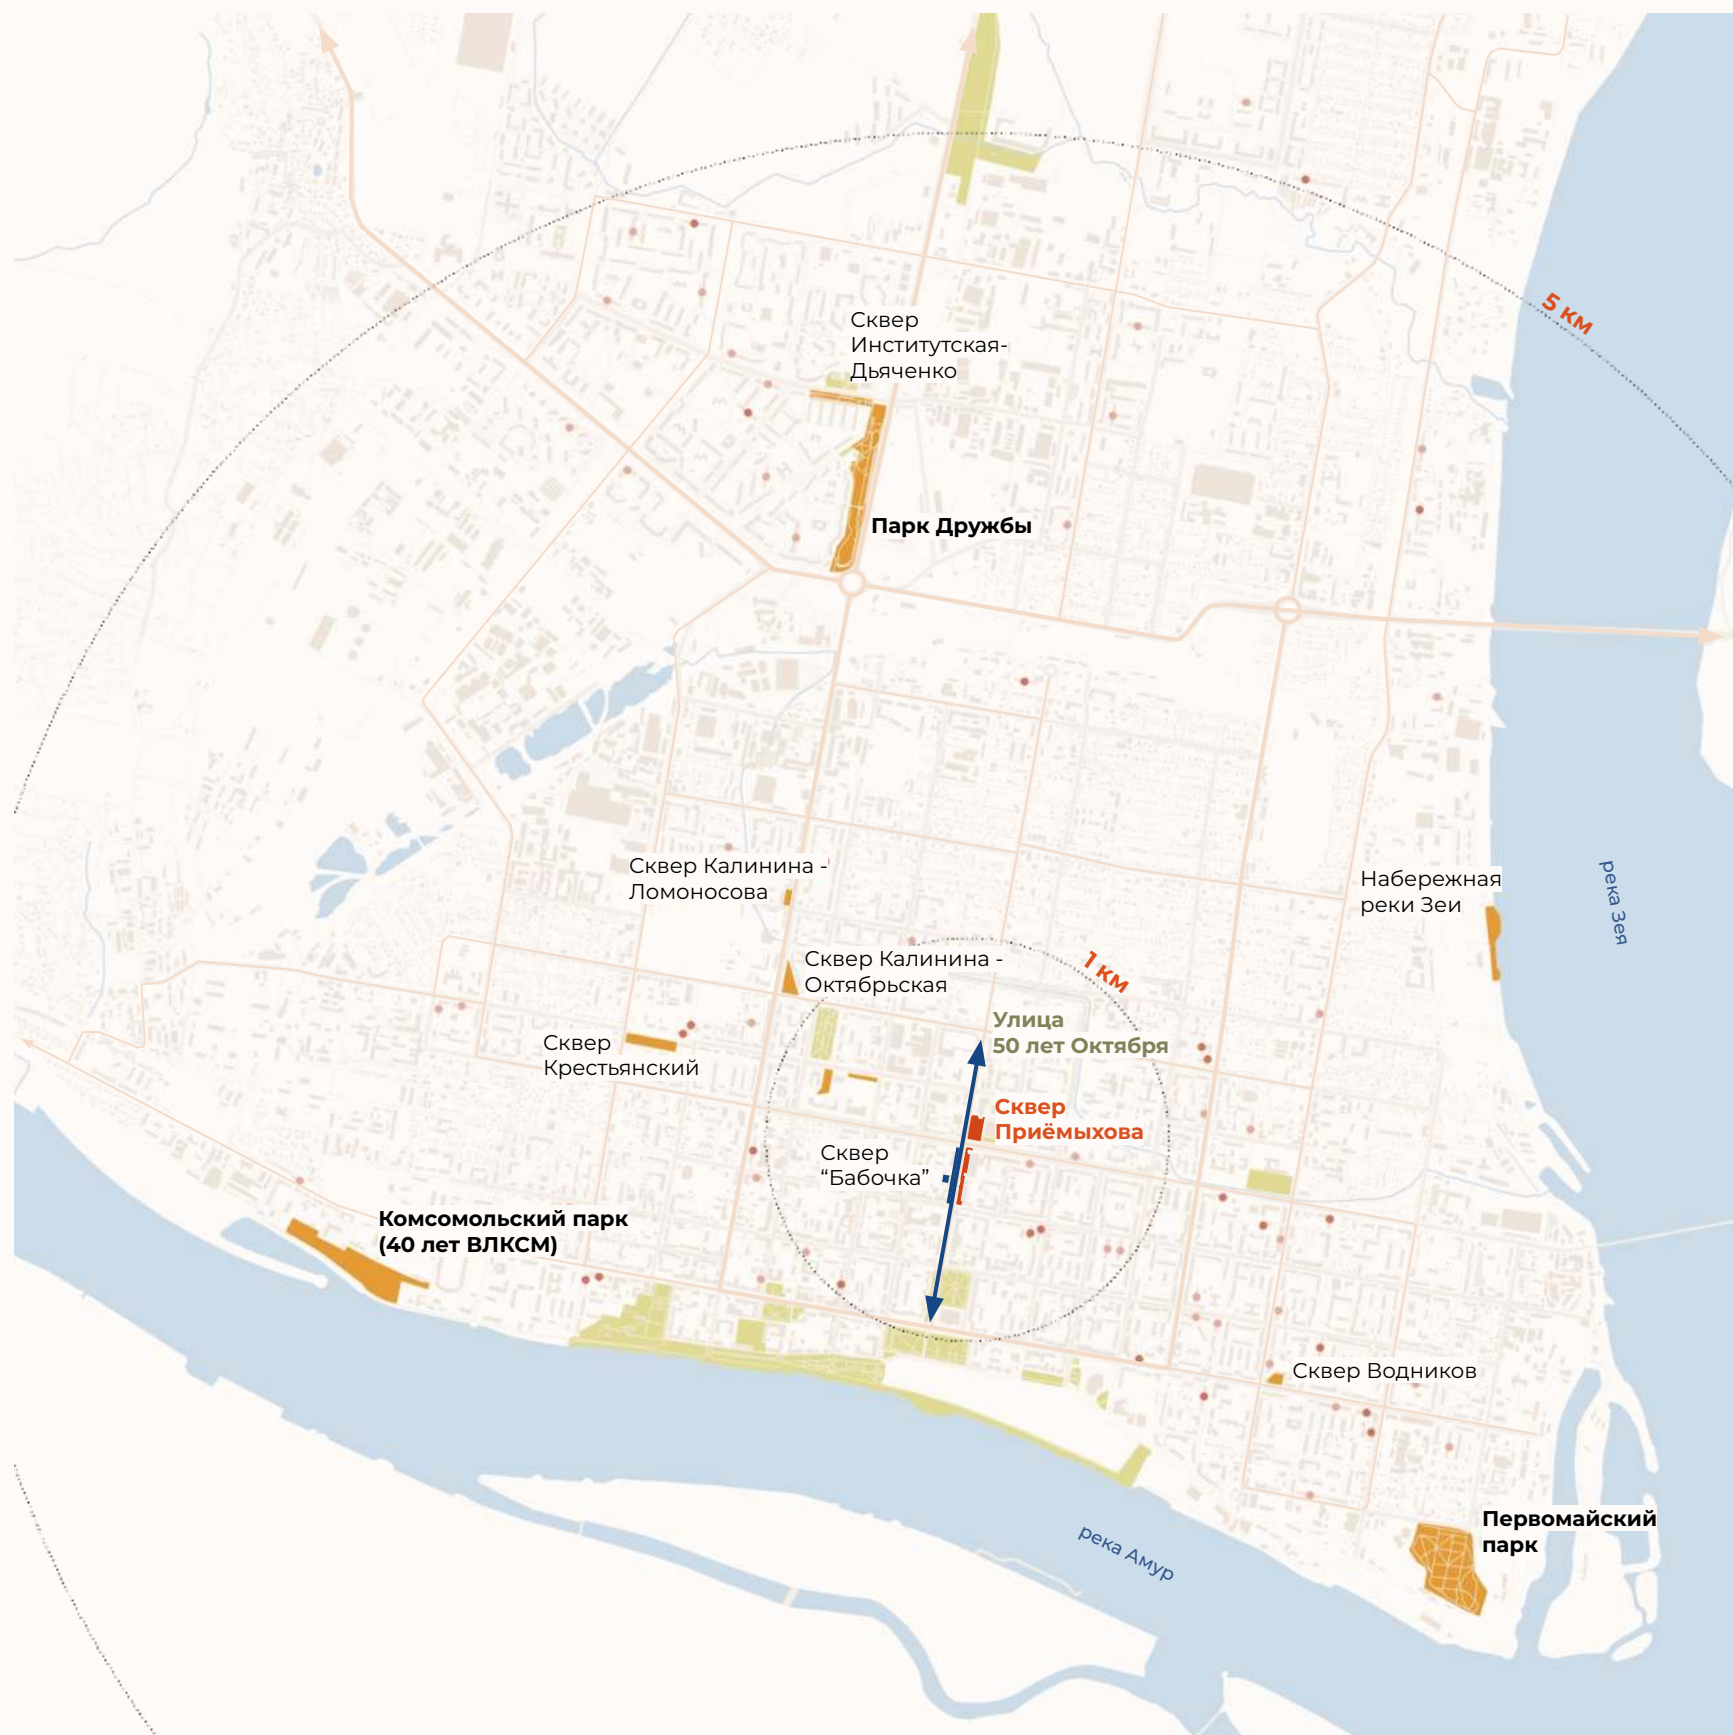 5 км
Сквер
Институтская-
Дьяченко
Парк Дружбы
Сквер Калинина -
Ломоносова
Набережная
реки Зеи
река Зея
Сквер Калинина -
Октябрьская
1 км
Улица
50 лет Октября
Сквер
Крестьянский
Сквер
Приёмыхова
Сквер
“Бабочка”
Комсомольский парк
(40 лет ВЛКСМ)
Сквер Водников
Первомайский
парк
река Амур